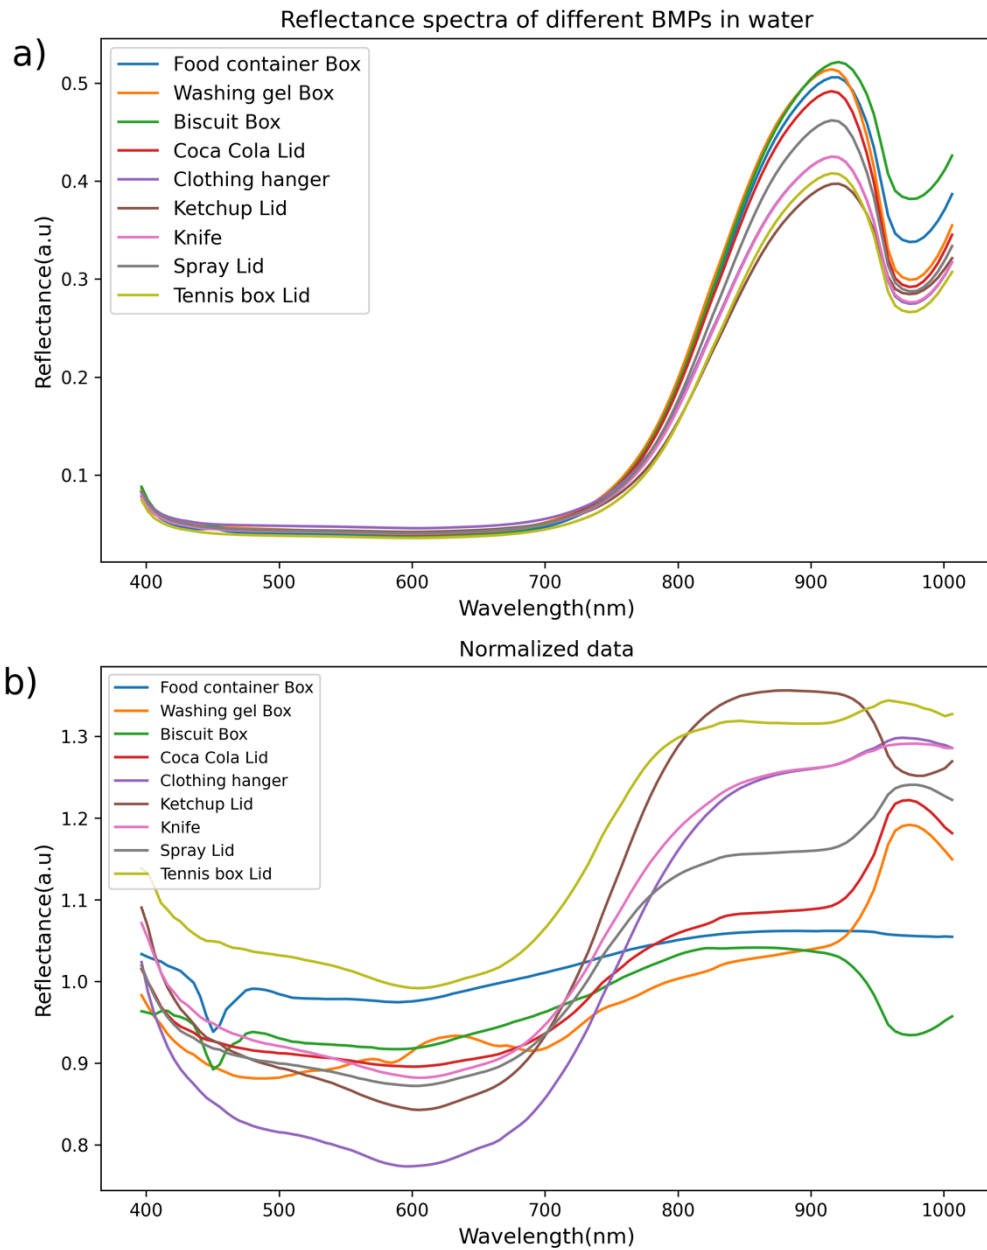 Reflectance spectra of different BMPs in water
a)
Food container Box
Washing gel Box
Biscuit Box
Coca Cola Lid
Clothing hanger
Ketchup Lid
Knife
Spray Lid
Tennis box Lid
Reflectance(a.u)
0.5
0.4
0.3
0.2
0.1
400 500 600 700 800 900 1000
Wavelength(nm)
Normalized data
b)
Food container Box
Washing gel Box
Biscuit Box
Coca Cola Lid
Clothing hanger
Ketchup Lid
Knife
Spray Lid
Tennis box Lid
Reflectance(a.u)
1.3
1.2
1.1
1.0
0.9
0.8
400 500 600 700 800 900 1000
Wavelength(nm)